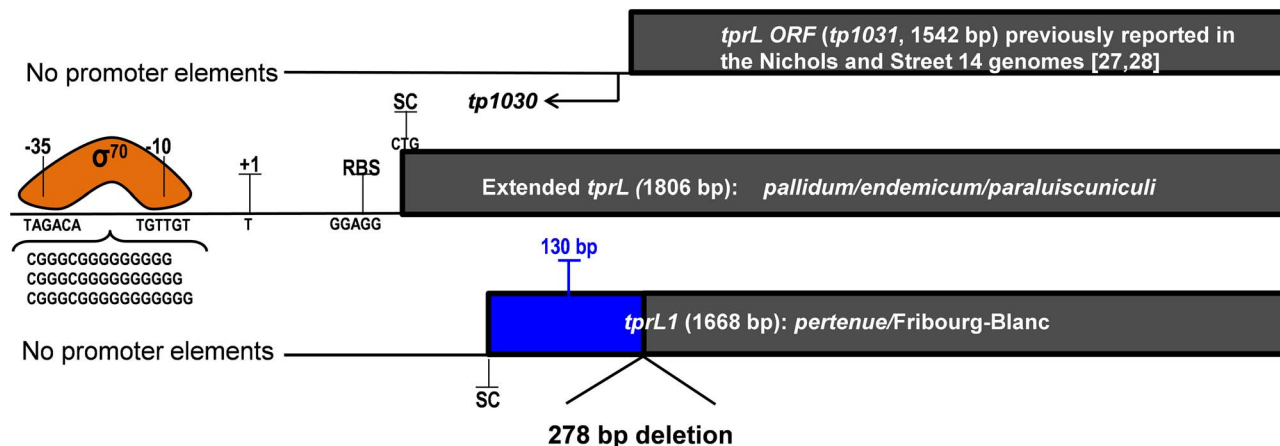 tprL ORF (tp1031, 1542 bp) previously reported in
the Nichols and Street 14 genomes [27,28]
No promoter elements
tp1030
SC
CTG
-35
σ70
-10
+1
RBS
Extended tprL (1806 bp): pallidum/endemicum/paraluiscuniculi
TAGACA
TGTTGT
T
GGAGG
CGGGCGGGGGGGGG
CGGGCGGGGGGGGGG
CGGGCGGGGGGGGGGG
130 bp
tprL1 (1668 bp): pertenue/Fribourg-Blanc
No promoter elements
SC
278 bp deletion